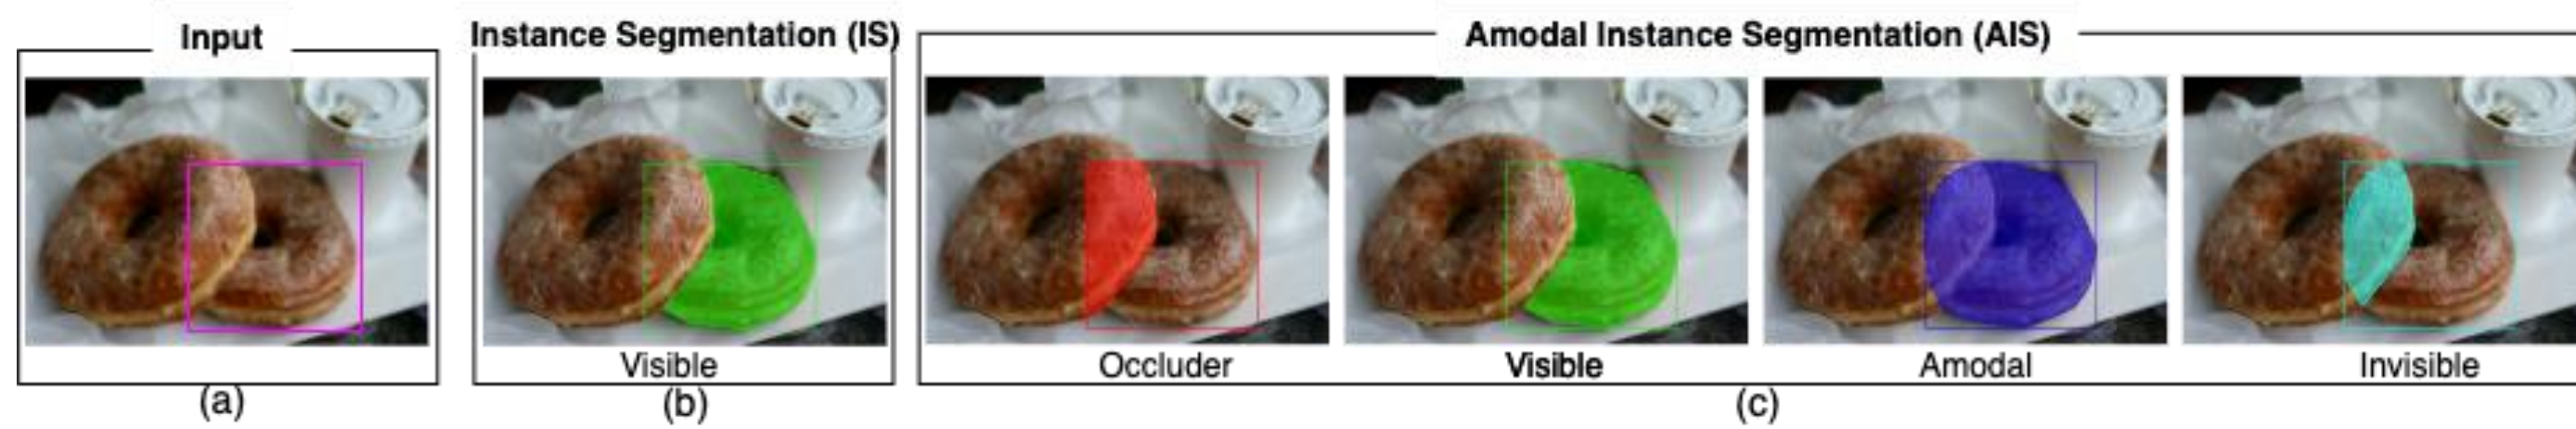 Input
Instance Segmentation (IS)
Amodal Instance Segmentation (AIS)
Visible
Occluder
Visible
Amodal
Invisible
(a)
(b)
(c)